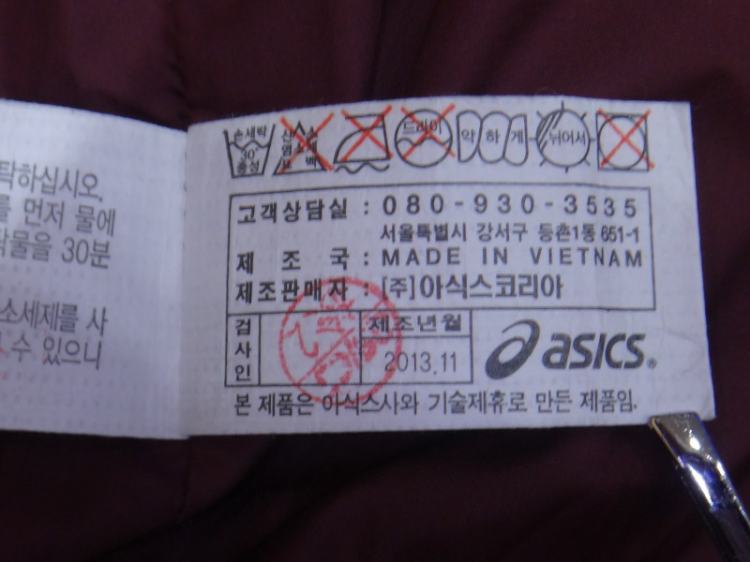 탁하십시오.
를 먼저 물에
물을 30분
소세제를 사
수 있으니
손세탁
30°
중성
드라이
약하게
뉘어서
고객상담실 : 080-930-3535
서울특별시 강서구 등촌1동 651-1
제조국 : MADE IN VIETNAM
제조판매자 : [주]아식스코리아
검사인
제조년월
2013.11
asics®
본 제품은 아식스사와 기술제휴로 만든 제품임.